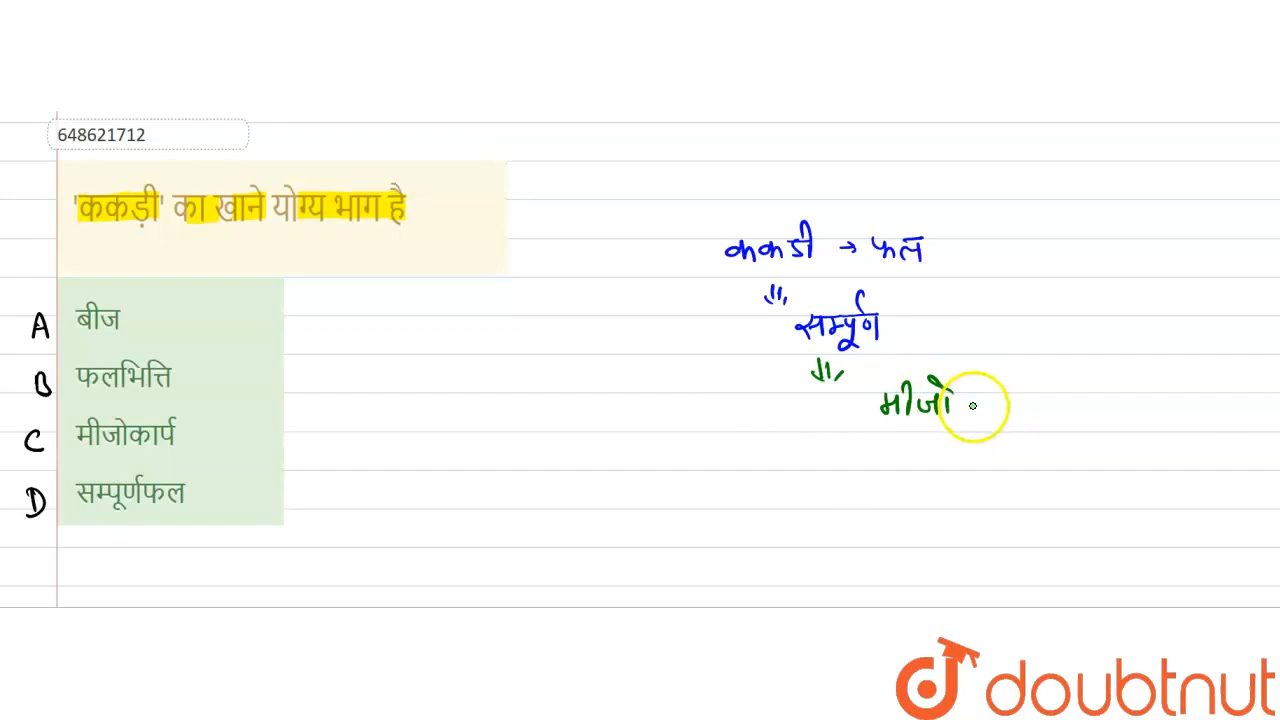 648621712
'ककड़ी' का खाने योग्य भाग है
A बीज
B फलभित्ति
C मीजोकार्प
D सम्पूर्णफल
ककडी → फल
सम्पूर्ण
मीजो
doubtnut